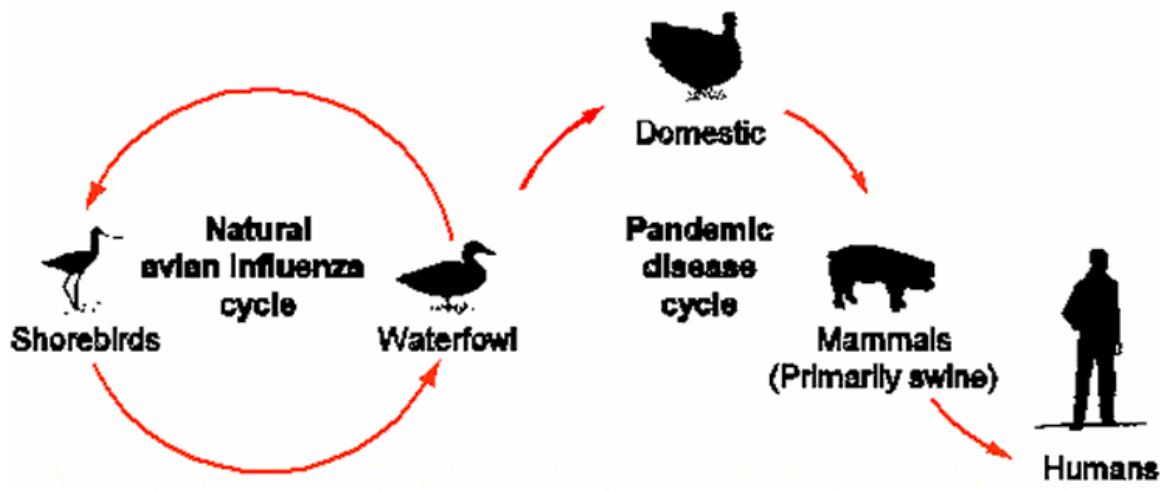 Domestic
Natural
avian influenza
cycle
Pandemic
disease
cycle
Shorebirds
Waterfowl
Mammals
(Primarily swine)
Humans